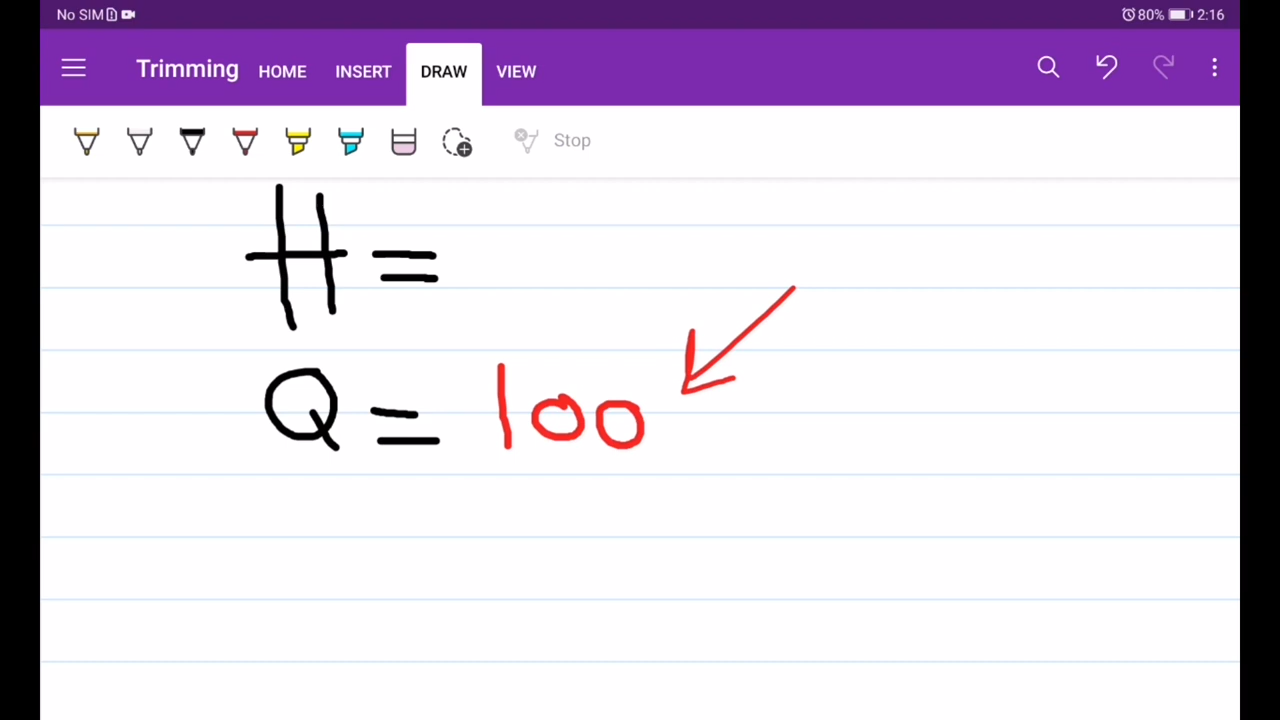 No SIM 80% 2:16
Trimming HOME INSERT DRAW VIEW
Stop
H =
Q = 100